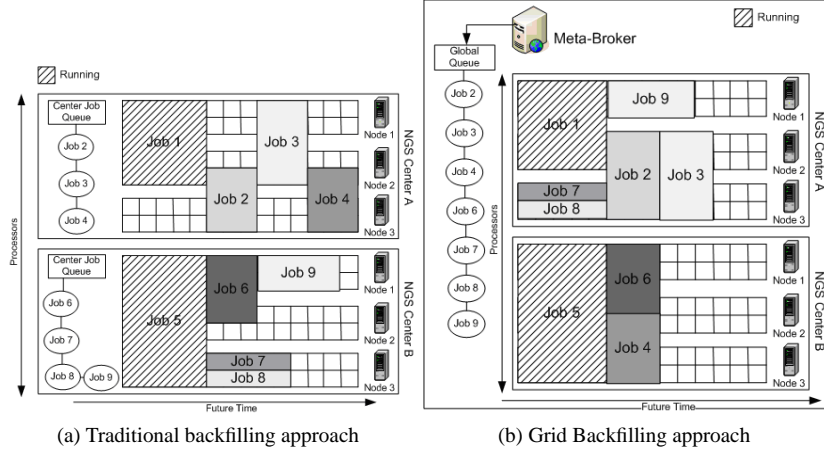 Running
Center Job
Queue
Job 2
Job 3
Job 4
Job 1
Job 2
Job 3
Job 4
Node 1
Node 2
Node 3
NGS Center A
Processors
Center Job
Queue
Job 6
Job 7
Job 8
Job 9
Job 5
Job 6
Job 9
Job 7
Job 8
Node 1
Node 2
Node 3
NGS Center B
Future Time
(a) Traditional backfilling approach
Meta-Broker
Global
Queue
Running
Job 2
Job 3
Job 4
Job 6
Job 7
Job 8
Job 9
Processors
Job 1
Job 9
Job 7
Job 8
Job 2
Job 3
Node 1
Node 2
Node 3
NGS Center A
Job 5
Job 6
Job 4
Node 1
Node 2
Node 3
NGS Center B
Future Time
(b) Grid Backfilling approach